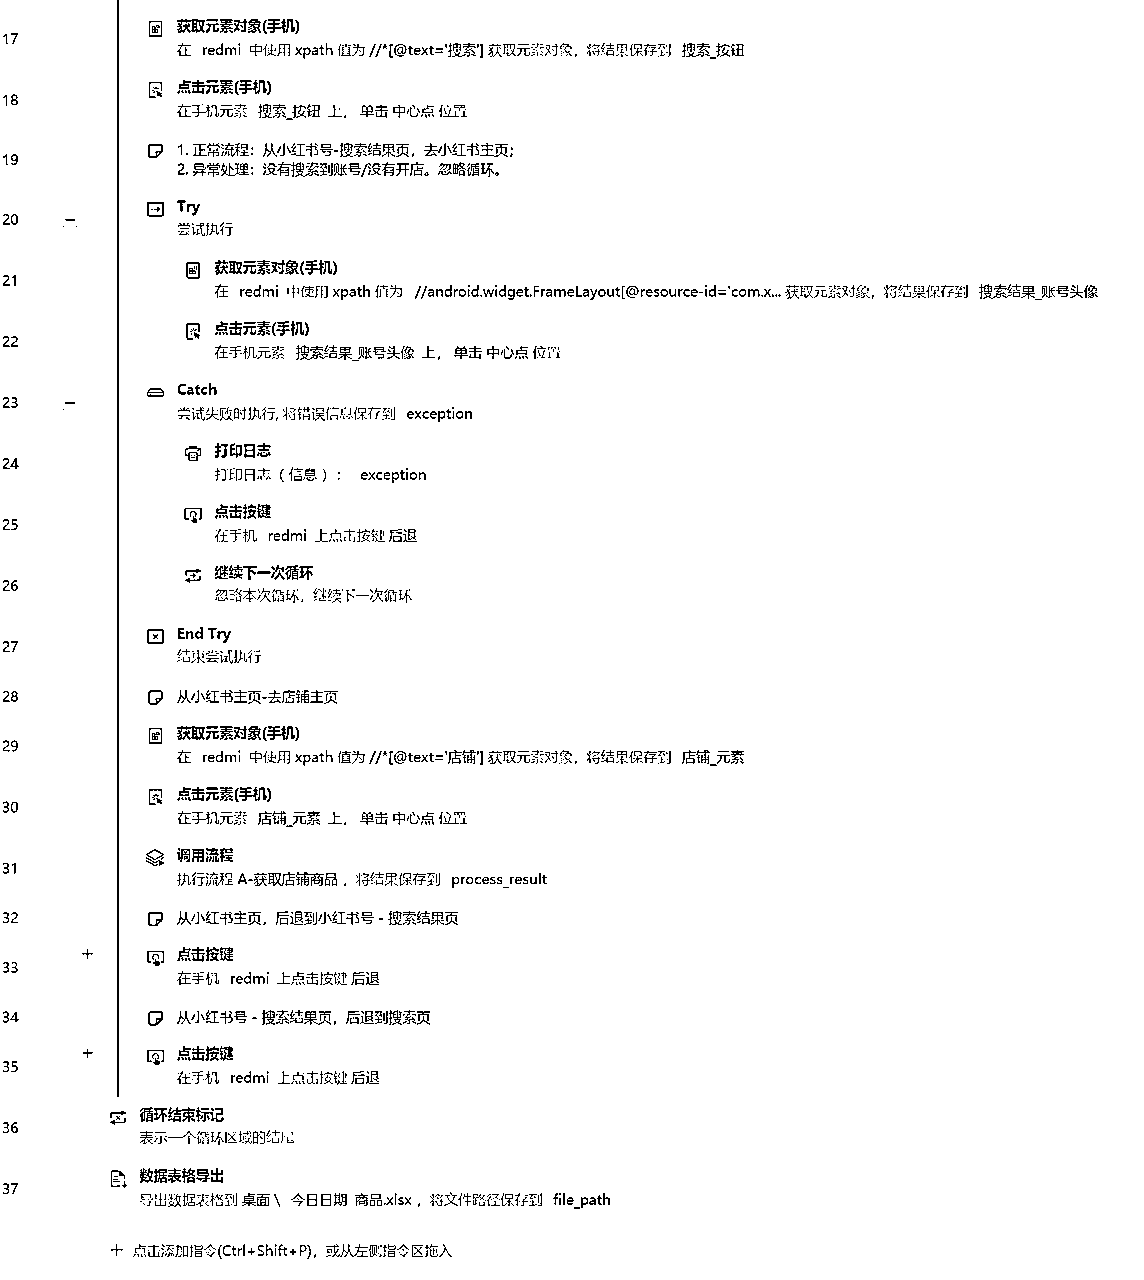 17
获取元素对象(手机)
在 redmi 中使用 xpath 值为 //*[@text='搜索'] 获取元素对象，将结果保存到 搜索_按钮
18
点击元素(手机)
在手机元素 搜索_按钮 上， 单击 中心点 位置
19
1. 正常流程：从小红书号-搜索结果页，去小红书主页；
2. 异常处理：没有搜索到账号/没有开店。忽略循环。
20
Try
尝试执行
21
获取元素对象(手机)
在 redmi 中使用 xpath 值为 //android.widget.FrameLayout[@resource-id='com.x... 获取元素对象，将结果保存到 搜索结果_账号头像
22
点击元素(手机)
在手机元素 搜索结果_账号头像 上， 单击 中心点 位置
23
Catch
尝试失败时执行, 将错误信息保存到 exception
24
打印日志
打印日志（信息）： exception
25
点击按键
在手机 redmi 上点击按键 后退
26
继续下一次循环
忽略本次循环，继续下一次循环
27
End Try
结束尝试执行
28
从小红书主页-去店铺主页
29
获取元素对象(手机)
在 redmi 中使用 xpath 值为 //*[@text='店铺'] 获取元素对象，将结果保存到 店铺_元素
30
点击元素(手机)
在手机元素 店铺_元素 上， 单击 中心点 位置
31
调用流程
执行流程 A-获取店铺商品 ，将结果保存到 process_result
32
从小红书主页，后退到小红书号 - 搜索结果页
33
点击按键
在手机 redmi 上点击按键 后退
34
从小红书号 - 搜索结果页，后退到搜索页
35
点击按键
在手机 redmi 上点击按键 后退
36
循环结束标记
表示一个循环区域的结尾
37
数据表格导出
导出数据表格到 桌面 \ 今日日期 商品.xlsx ，将文件路径保存到 file_path
+ 点击添加指令(Ctrl+Shift+P)，或从左侧指令区拖入